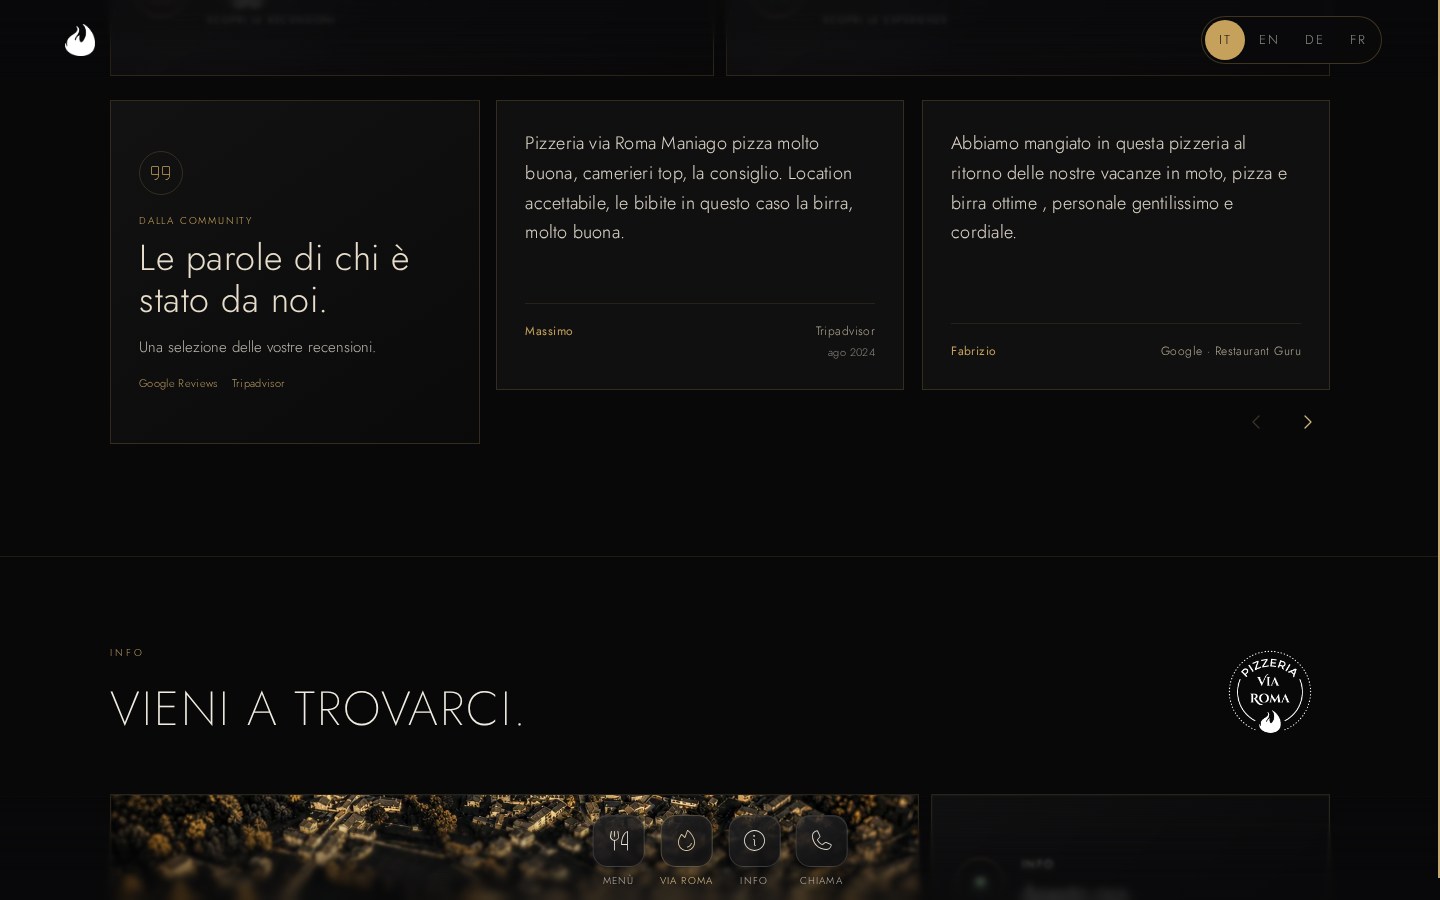 IT EN DE FR
DALLA COMMUNITY
Le parole di chi è
stato da noi.
Una selezione delle vostre recensioni.
Google Reviews Tripadvisor
Pizzeria via Roma Maniago pizza molto
buona, camerieri top, la consiglio. Location
accettabile, le bibite in questo caso la birra,
molto buona.
Massimo
Tripadvisor
ago 2024
Abbiamo mangiato in questa pizzeria al
ritorno delle nostre vacanze in moto, pizza e
birra ottime , personale gentilissimo e
cordiale.
Fabrizio
Google · Restaurant Guru
INFO
VIENI A TROVARCI.
PIZZERIA
VIA
ROMA
INFO
MENÙ VIA ROMA INFO CHIAMA